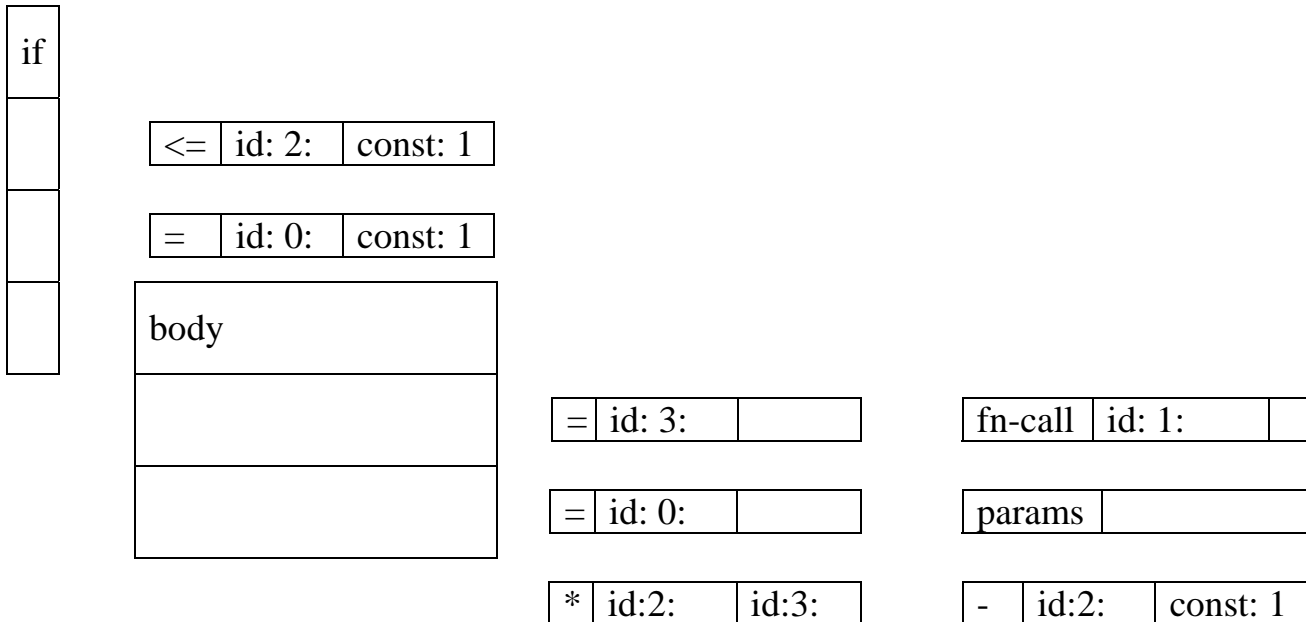 if
<= id: 2: const: 1
= id: 0: const: 1
body
= id: 3: fn-call id: 1:
= id: 0: params
* id:2: id:3: - id:2: const: 1